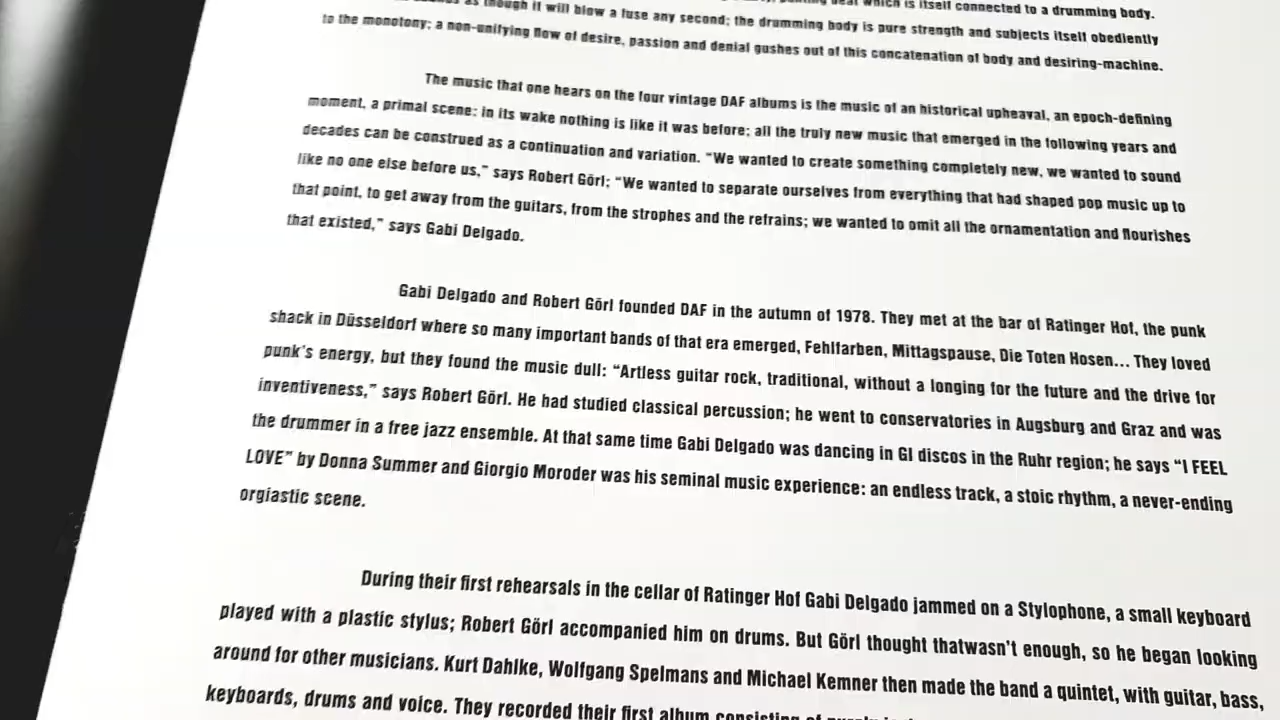 as though it will blow a fuse any second; the drumming body is pure strength and subjects itself obediently
which is itself connected to a drumming body.
to the monotony; a non-unifying flow of desire, passion and denial gushes out of this concatenation of body and desiring-machine.
The music that one hears on the four vintage DAF albums is the music of an historical upheaval, an epoch-defining
moment, a primal scene: in its wake nothing is like it was before; all the truly new music that emerged in the following years and
decades can be construed as a continuation and variation. “We wanted to create something completely new, we wanted to sound
like no one else before us,” says Robert Görl; “We wanted to separate ourselves from everything that had shaped pop music up to
that point, to get away from the guitars, from the strophes and the refrains; we wanted to omit all the ornamentation and flourishes
that existed,” says Gabi Delgado.
Gabi Delgado and Robert Görl founded DAF in the autumn of 1978. They met at the bar of Ratinger Hof, the punk
shack in Düsseldorf where so many important bands of that era emerged, Fehlfarben, Mittagspause, Die Toten Hosen... They loved
punk’s energy, but they found the music dull: “Artless guitar rock, traditional, without a longing for the future and the drive for
inventiveness,” says Robert Görl. He had studied classical percussion; he went to conservatories in Augsburg and Graz and was
the drummer in a free jazz ensemble. At that same time Gabi Delgado was dancing in GI discos in the Ruhr region; he says “I FEEL
LOVE” by Donna Summer and Giorgio Moroder was his seminal music experience: an endless track, a stoic rhythm, a never-ending
orgiastic scene.
During their first rehearsals in the cellar of Ratinger Hof Gabi Delgado jammed on a Stylophone, a small keyboard
played with a plastic stylus; Robert Görl accompanied him on drums. But Görl thought thatwasn’t enough, so he began looking
around for other musicians. Kurt Dahlke, Wolfgang Spelmans and Michael Kemner then made the band a quintet, with guitar, bass,
keyboards, drums and voice. They recorded their first album consisting of